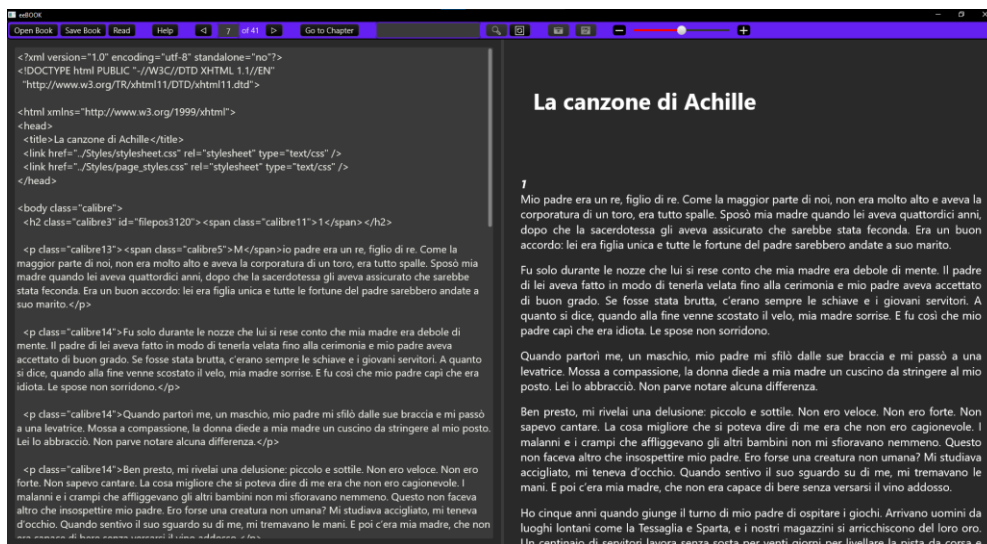 eeBOOK
Open Book Save Book Read Help 7 of 41 Go to Chapter
<?xml version="1.0" encoding="utf-8" standalone="no"?>
<!DOCTYPE html PUBLIC "-//W3C//DTD XHTML 1.1//EN"
"http://www.w3.org/TR/xhtml11/DTD/xhtml11.dtd">
<html xmlns="http://www.w3.org/1999/xhtml">
<head>
<title>La canzone di Achille</title>
<link href="../Styles/stylesheet.css" rel="stylesheet" type="text/css" />
<link href="../Styles/page_styles.css" rel="stylesheet" type="text/css" />
</head>
<body class="calibre">
<h2 class="calibre3" id="filepos3120"><span class="calibre11">1</span></h2>
<p class="calibre13"><span class="calibre5">M</span>io padre era un re, figlio di re. Come la
maggior parte di noi, non era molto alto e aveva la corporatura di un toro, era tutto spalle. Sposò mia
madre quando lei aveva quattordici anni, dopo che la sacerdotessa gli aveva assicurato che sarebbe
stata feconda. Era un buon accordo: lei era figlia unica e tutte le fortune del padre sarebbero andate a
suo marito.</p>
<p class="calibre14">Fu solo durante le nozze che lui si rese conto che mia madre era debole di
mente. Il padre di lei aveva fatto in modo di tenerla velata fino alla cerimonia e mio padre aveva
accettato di buon grado. Se fosse stata brutta, c'erano sempre le schiave e i giovani servitori. A quanto
si dice, quando alla fine venne scostato il velo, mia madre sorrise. E fu così che mio padre capì che era
idiota. Le spose non sorridono.</p>
<p class="calibre14">Quando partorì me, un maschio, mio padre mi sfilò dalle sue braccia e mi passò
a una levatrice. Mossa a compassione, la donna diede a mia madre un cuscino da stringere al mio posto.
Lei lo abbracciò. Non parve notare alcuna differenza.</p>
<p class="calibre14">Ben presto, mi rivelai una delusione: piccolo e sottile. Non ero veloce. Non ero
forte. Non sapevo cantare. La cosa migliore che si poteva dire di me era che non ero cagionevole. I
malanni e i crampi che affliggevano gli altri bambini non mi sfioravano nemmeno. Questo non faceva
altro che insospettire mio padre. Ero forse una creatura non umana? Mi studiava accigliato, mi teneva
d'occhio. Quando sentivo il suo sguardo su di me, mi tremavano le mani. E poi c'era mia madre, che non
era capace di bere senza versarsi il vino addosso.</p>
La canzone di Achille
1
Mio padre era un re, figlio di re. Come la maggior parte di noi, non era molto alto e aveva la
corporatura di un toro, era tutto spalle. Sposò mia madre quando lei aveva quattordici anni,
dopo che la sacerdotessa gli aveva assicurato che sarebbe stata feconda. Era un buon
accordo: lei era figlia unica e tutte le fortune del padre sarebbero andate a suo marito.
Fu solo durante le nozze che lui si rese conto che mia madre era debole di mente. Il padre
di lei aveva fatto in modo di tenerla velata fino alla cerimonia e mio padre aveva accettato
di buon grado. Se fosse stata brutta, c'erano sempre le schiave e i giovani servitori. A
quanto si dice, quando alla fine venne scostato il velo, mia madre sorrise. E fu così che mio
padre capì che era idiota. Le spose non sorridono.
Quando partorì me, un maschio, mio padre mi sfilò dalle sue braccia e mi passò a una
levatrice. Mossa a compassione, la donna diede a mia madre un cuscino da stringere al mio
posto. Lei lo abbracciò. Non parve notare alcuna differenza.
Ben presto, mi rivelai una delusione: piccolo e sottile. Non ero veloce. Non ero forte. Non
sapevo cantare. La cosa migliore che si poteva dire di me era che non ero cagionevole. I
malanni e i crampi che affliggevano gli altri bambini non mi sfioravano nemmeno. Questo
non faceva altro che insospettire mio padre. Ero forse una creatura non umana? Mi studiava
accigliato, mi teneva d'occhio. Quando sentivo il suo sguardo su di me, mi tremavano le
mani. E poi c'era mia madre, che non era capace di bere senza versarsi il vino addosso.
Ho cinque anni quando giunge il turno di mio padre di ospitare i giochi. Arrivano uomini da
luoghi lontani come la Tessaglia e Sparta, e i nostri magazzini si arricchiscono del loro oro.
Un centinaio di servitori lavora senza sosta per venti giorni per livellare la pista da corsa e